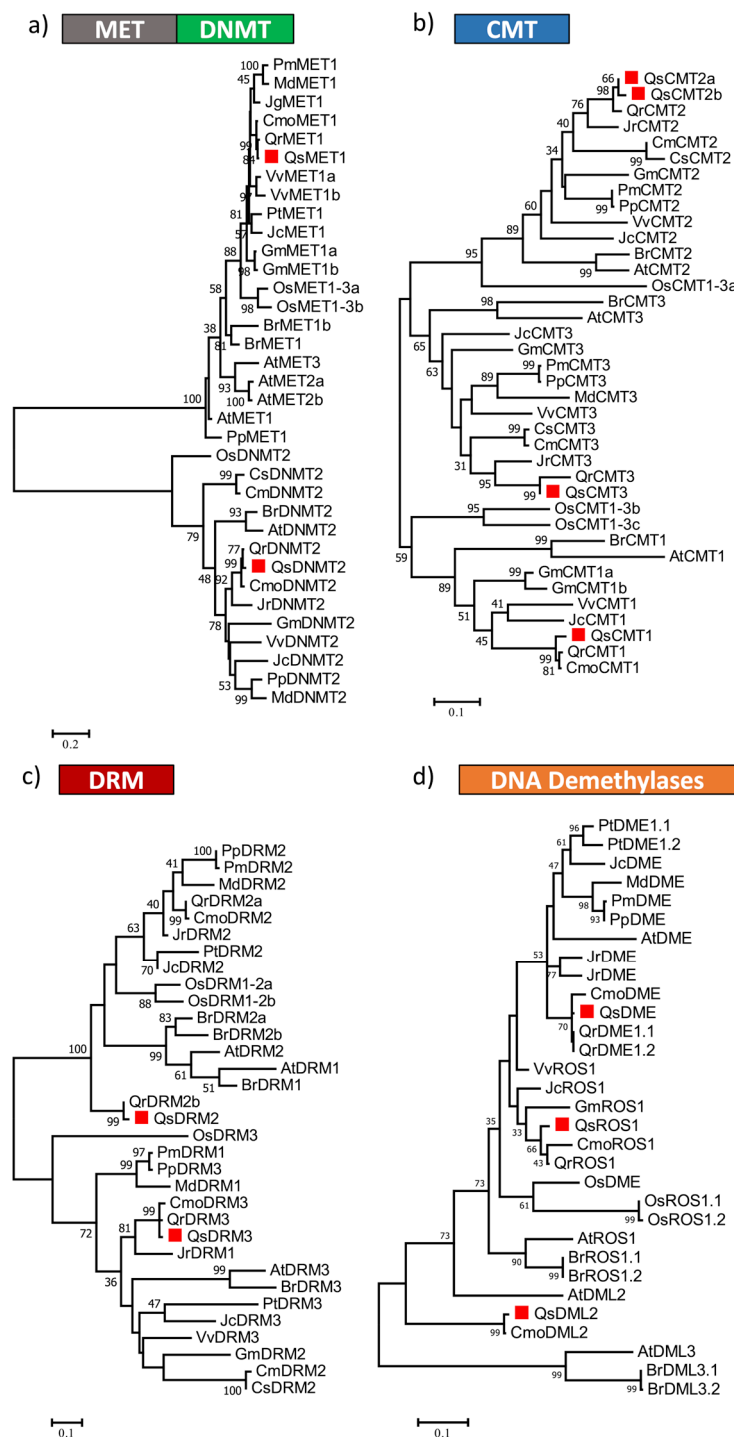 a) MET DNMT
100 PmMET1
45 MdMET1
JgMET1
CmoMET1
QrMET1
99
QsMET1
84
VvMET1a
97 VvMET1b
81 PtMET1
57 JcMET1
88 GmMET1a
98 GmMET1b
58 OsMET1-3a
98 OsMET1-3b
38 BrMET1b
81 BrMET1
AtMET3
93 AtMET2a
100 AtMET2b
100 AtMET1
PpMET1
OsDNMT2
99 CsDNMT2
CmDNMT2
93 BrDNMT2
79 AtDNMT2
77 QrDNMT2
99 QsDNMT2
48 92 CmoDNMT2
JrDNMT2
78 GmDNMT2
VvDNMT2
JcDNMT2
53 PpDNMT2
99 MdDNMT2
0.2
b) CMT
66 QsCMT2a
98 QsCMT2b
76 QrCMT2
40 JrCMT2
CmCMT2
34 99 CsCMT2
GmCMT2
PmCMT2
99 PpCMT2
60 VvCMT2
89 JcCMT2
BrCMT2
95 99 AtCMT2
OsCMT1-3a
98 BrCMT3
AtCMT3
65 JcCMT3
63 GmCMT3
99 PmCMT3
89 PpCMT3
MdCMT3
VvCMT3
99 CsCMT3
CmCMT3
31 JrCMT3
95 QrCMT3
99 QsCMT3
95 OsCMT1-3b
OsCMT1-3c
59 99 BrCMT1
AtCMT1
89 99 GmCMT1a
GmCMT1b
51 41 VvCMT1
JcCMT1
45 QsCMT1
99 QrCMT1
81 CmoCMT1
0.1
c) DRM
100 PpDRM2
41 PmDRM2
MdDRM2
40 QrDRM2a
99 CmoDRM2
63 JrDRM2
PtDRM2
70 JcDRM2
OsDRM1-2a
88 OsDRM1-2b
83 BrDRM2a
BrDRM2b
100 99 AtDRM2
61 AtDRM1
51 BrDRM1
QrDRM2b
99 QsDRM2
OsDRM3
97 PmDRM1
99 PpDRM3
MdDRM1
99 CmoDRM3
QrDRM3
72 81 QsDRM3
JrDRM1
36 99 AtDRM3
BrDRM3
47 PtDRM3
JcDRM3
VvDRM3
GmDRM2
CmDRM2
100 CsDRM2
0.1
d) DNA Demethylases
96 PtDME1.1
61 PtDME1.2
47 JcDME
MdDME
98 PmDME
93 PpDME
AtDME
53 JrDME
77 JrDME
CmoDME
QsDME
70 QrDME1.1
QrDME1.2
VvROS1
JcROS1
GmROS1
35 33 QsROS1
66 CmoROS1
43 QrROS1
73 OsDME
61 OsROS1.1
99 OsROS1.2
73 AtROS1
90 BrROS1.1
99 BrROS1.2
AtDML2
QsDML2
99 CmoDML2
AtDML3
99 BrDML3.1
99 BrDML3.2
0.1